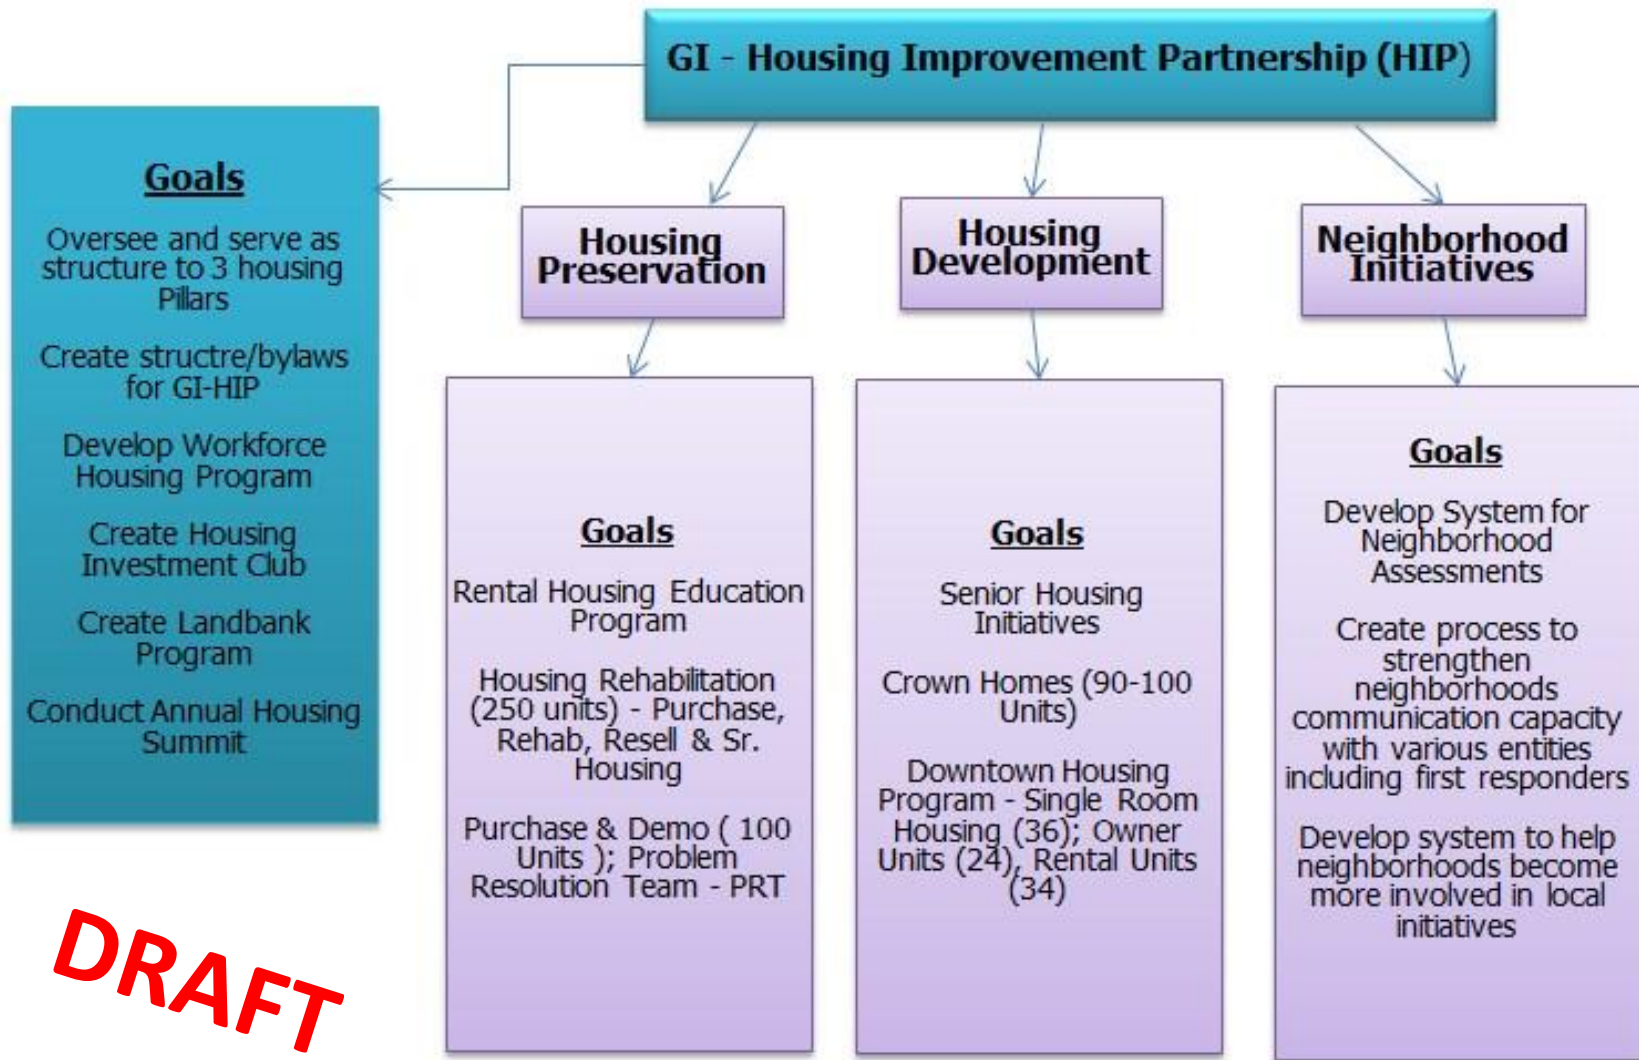 GI - Housing Improvement Partnership (HIP)
Goals
Oversee and serve as
structure to 3 housing
Pillars
Create structre/bylaws
for GI-HIP
Develop Workforce
Housing Program
Create Housing
Investment Club
Create Landbank
Program
Conduct Annual Housing
Summit
Housing
Preservation
Goals
Rental Housing Education
Program
Housing Rehabilitation
(250 units) - Purchase,
Rehab, Resell & Sr.
Housing
Purchase & Demo ( 100
Units ); Problem
Resolution Team - PRT
Housing
Development
Goals
Senior Housing
Initiatives
Crown Homes (90-100
Units)
Downtown Housing
Program - Single Room
Housing (36); Owner
Units (24), Rental Units
(34)
Neighborhood
Initiatives
Goals
Develop System for
Neighborhood
Assessments
Create process to
strengthen
neighborhoods
communication capacity
with various entities
including first responders
Develop system to help
neighborhoods become
more involved in local
initiatives
DRAFT